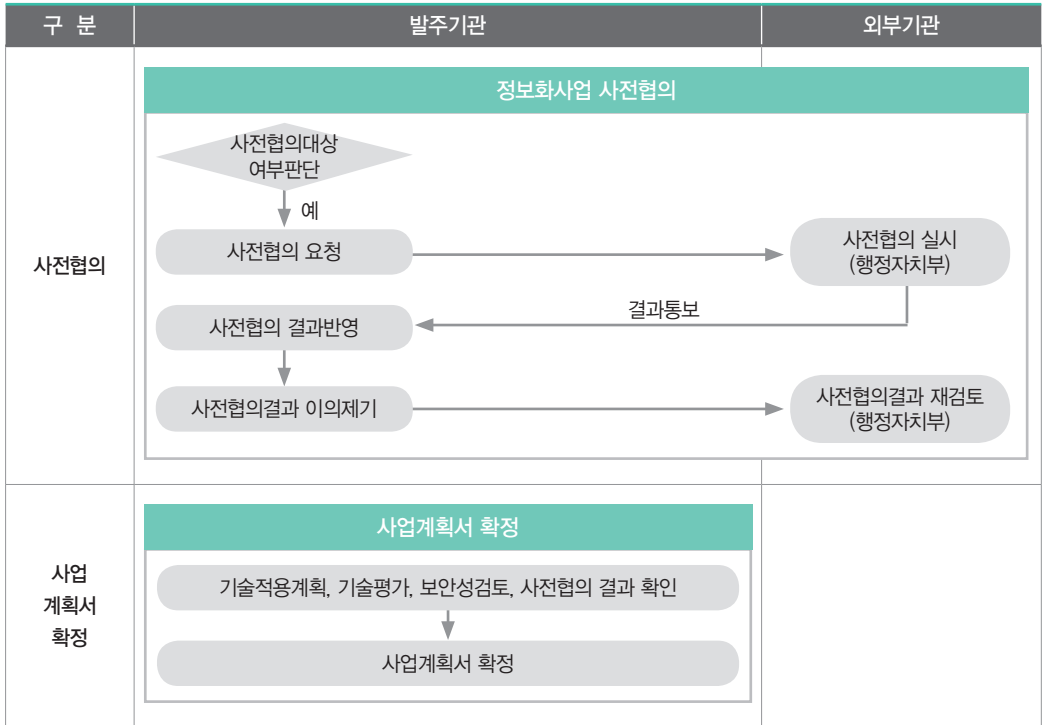 구 분
발주기관
외부기관
사전협의
정보화사업 사전협의
사전협의대상
여부판단
예
사전협의 요청
사전협의 실시
(행정자치부)
결과통보
사전협의 결과반영
사전협의결과 이의제기
사전협의결과 재검토
(행정자치부)
사업
계획서
확정
사업계획서 확정
기술적용계획, 기술평가, 보안성검토, 사전협의 결과 확인
사업계획서 확정